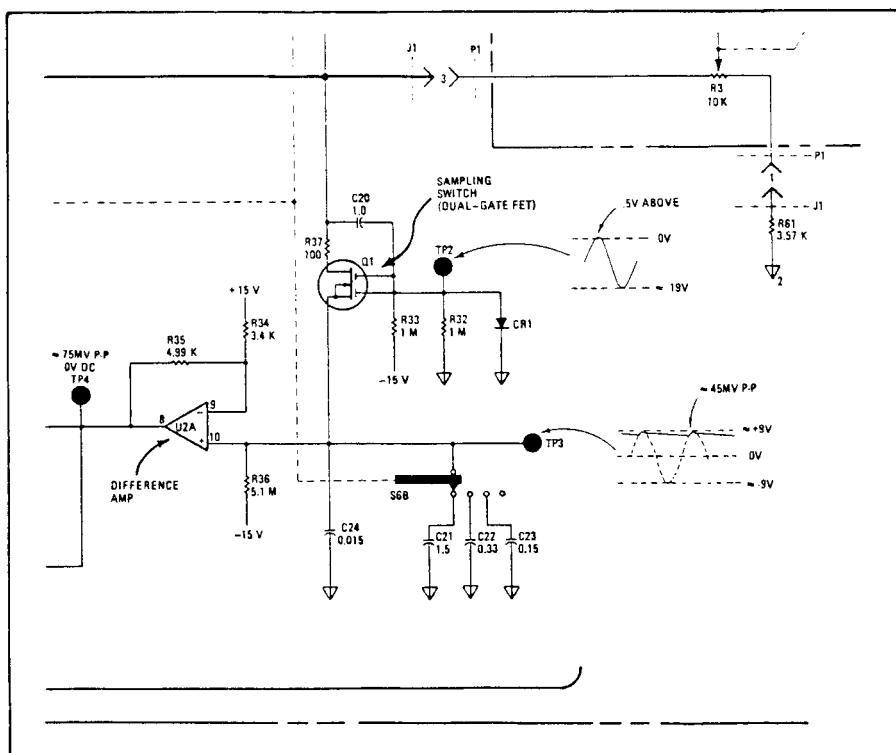 J1
P1
3
R3
10 K
P1
1
J1
R61
3.57 K
2
SAMPLING
SWITCH
(DUAL-GATE FET)
C20
1.0
R37
100
Q1
TP2
.5V ABOVE
0V
≈ 19V
R33
1 M
R32
1 M
CR1
-15 V
+15 V
R34
3.4 K
R35
4.99 K
≈ 75MV P-P
0V DC
TP4
8
9
U2A
10
DIFFERENCE
AMP
R36
5.1 M
-15 V
≈ 45MV P-P
≈ +9V
0V
≈ -9V
TP3
S6B
C24
0.015
C21
1.5
C22
0.33
C23
0.15